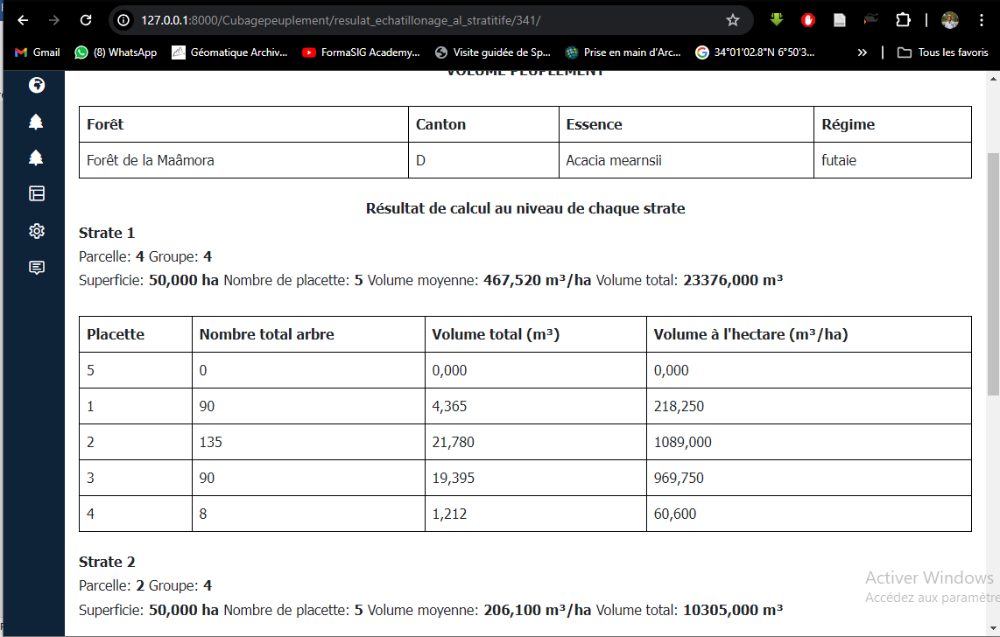 127.0.0.1:8000/Cubagepeuplement/resulat_echatillonage_al_stratitife/341/
Gmail (8) WhatsApp Géomatique Archiv... FormaSIG Academy... Visite guidée de Sp... Prise en main d'Arc... 34°01'02.8"N 6°50'3... » Tous les favoris
VOLUME PEUPLEMENT
Forêt Canton Essence Régime
Forêt de la Maâmora D Acacia mearnsii futaie
Résultat de calcul au niveau de chaque strate
Strate 1
Parcelle: 4 Groupe: 4
Superficie: 50,000 ha Nombre de placette: 5 Volume moyenne: 467,520 m³/ha Volume total: 23376,000 m³
Placette Nombre total arbre Volume total (m³) Volume à l'hectare (m³/ha)
5 0 0,000 0,000
1 90 4,365 218,250
2 135 21,780 1089,000
3 90 19,395 969,750
4 8 1,212 60,600
Strate 2
Parcelle: 2 Groupe: 4
Superficie: 50,000 ha Nombre de placette: 5 Volume moyenne: 206,100 m³/ha Volume total: 10305,000 m³
Activer Windows
Accédez aux paramètre